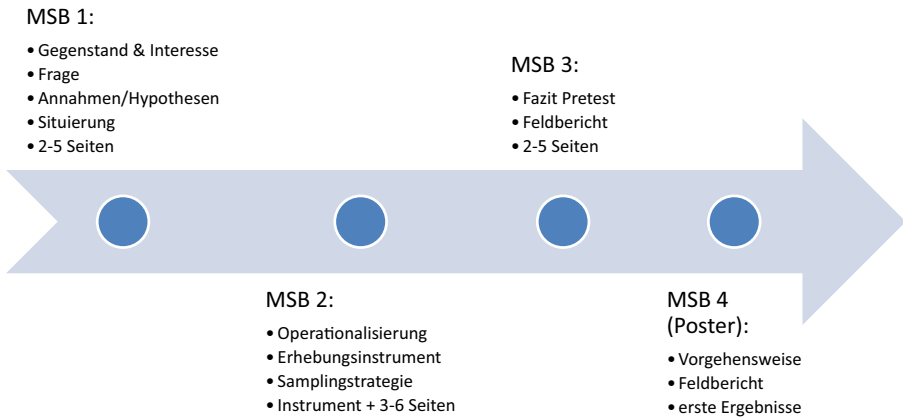 MSB 1:
• Gegenstand & Interesse
• Frage
• Annahmen/Hypothesen
• Situierung
• 2-5 Seiten
MSB 2:
• Operationalisierung
• Erhebungsinstrument
• Samplingstrategie
• Instrument + 3-6 Seiten
MSB 3:
• Fazit Pretest
• Feldbericht
• 2-5 Seiten
MSB 4
(Poster):
• Vorgehensweise
• Feldbericht
• erste Ergebnisse